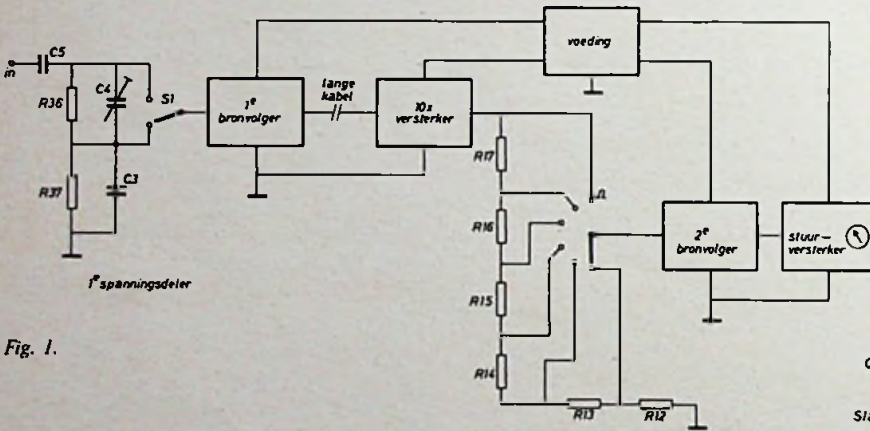 in
C5
R36
C4
S1
R37
C3
1e spanningsdeler
Fig. 1.
1e
bronvolger
lange
kabel
10x
versterker
voeding
R17
R16
R15
R14
R13
R12
2e
bronvolger
stuur-
versterker